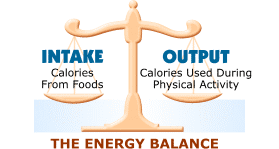 INTAKE
Calories
From Foods
OUTPUT
Calories Used During
Physical Activity
THE ENERGY BALANCE